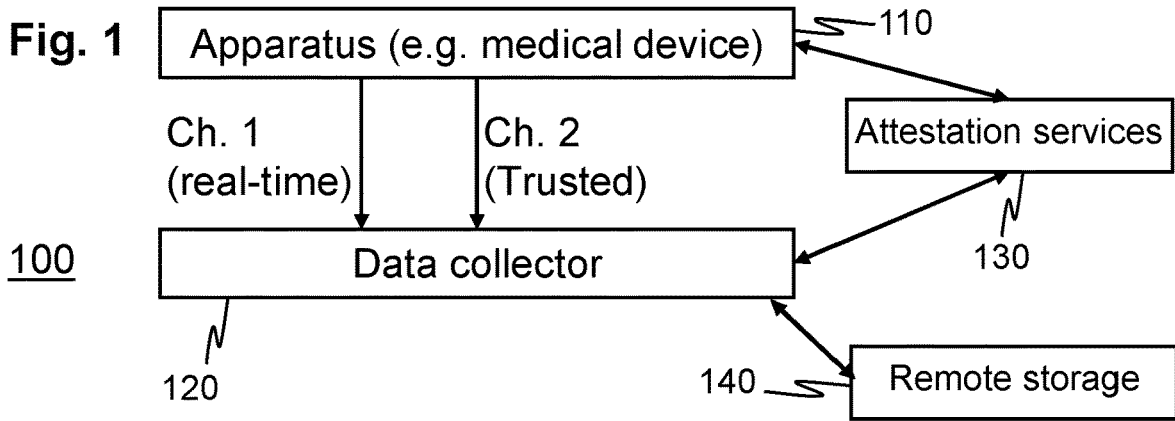 Fig. 1
Apparatus (e.g. medical device)
110
Ch. 1
(real-time)
Ch. 2
(Trusted)
Attestation services
130
100
Data collector
120
140
Remote storage